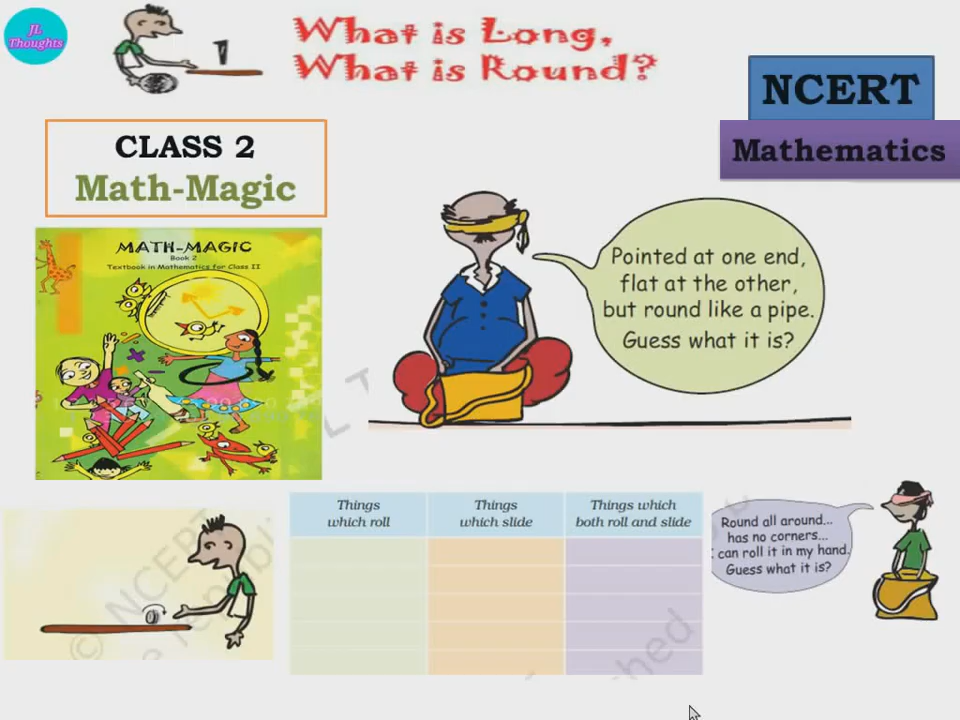 JL
Thoughts
What is Long,
What is Round?
NCERT
Mathematics
CLASS 2
Math-Magic
MATH-MAGIC
Book 2
Textbook in Mathematics for Class II
Pointed at one end,
flat at the other,
but round like a pipe.
Guess what it is?
Things
which roll
Things
which slide
Things which
both roll and slide
Round all around...
has no corners...
I can roll it in my hand.
Guess what it is?
© NCERT